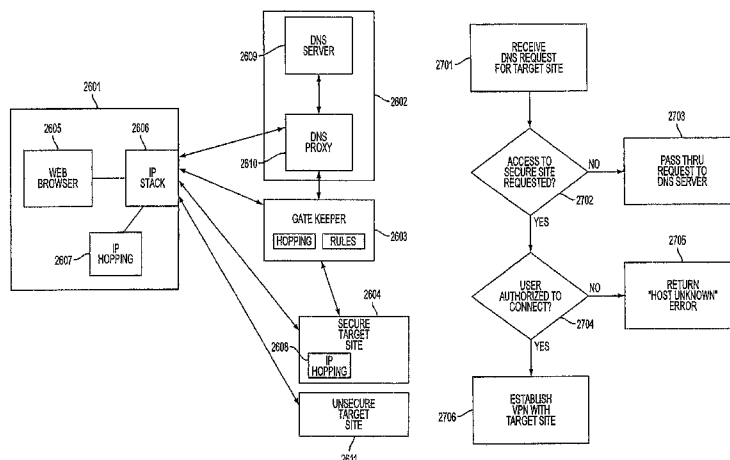 2601
2605
2606
WEB
BROWSER
IP
STACK
2607
IP
HOPPING
2609
DNS
SERVER
2602
2610
DNS
PROXY
GATE KEEPER
HOPPING
RULES
2603
2604
SECURE
TARGET
SITE
2608
IP
HOPPING
UNSECURE
TARGET
SITE
2611
2701
RECEIVE
DNS REQUEST
FOR TARGET SITE
ACCESS TO
SECURE SITE
REQUESTED?
2702
NO
2703
PASS THRU
REQUEST TO
DNS SERVER
YES
USER
AUTHORIZED TO
CONNECT?
2704
NO
2705
RETURN
"HOST UNKNOWN"
ERROR
YES
2706
ESTABLISH
VPN WITH
TARGET SITE